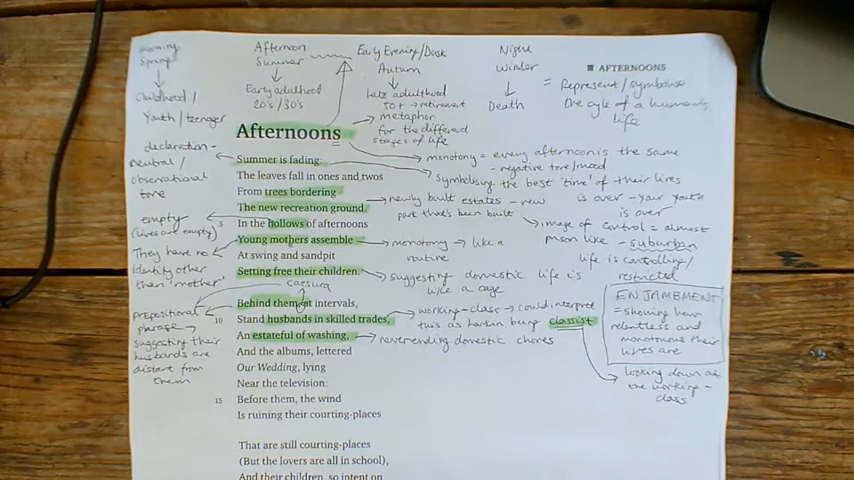 Morning
Spring
Childhood /
Youth / teenager
Afternoon
Summer
Early adulthood
20's / 30's
Early Evening / Dusk
Autumn
Late adulthood
50+ → retirement
metaphor
for the different
stages of life
Night
Winter
Death
■ AFTERNOONS
= Represent / symbolise
the cycle of a humans
life
Afternoons
declaration -
neutral /
observational
tone
Summer is fading:
The leaves fall in ones and twos
From trees bordering
The new recreation ground.
5 In the hollows of afternoons
Young mothers assemble
At swing and sandpit
Setting free their children.
monotony = every afternoon is the same
- negative tone / mood
Symbolising the best 'time' of their lives
is over - your youth
is over
newly built estates - new
part that's been built
image of control = almost
prison like - suburban
life is controlling /
restricted
empty
(lives are empty)
They have no
identity other
than 'mother'
monotony → like a
routine
suggesting domestic life is
like a cage
caesura
Behind them, at intervals,
10 Stand husbands in skilled trades,
An estateful of washing,
And the albums, lettered
Our Wedding, lying
Near the television:
15 Before them, the wind
Is ruining their courting-places
prepositional
phrase →
suggesting their
husbands are
distant from
them
working-class → could interpret
this as Larkin being classist
neverending domestic chores
ENJAMBMENT
= showing how
relentless and
monotonous their
lives are
looking down at
the working-
class
That are still courting-places
(But the lovers are all in school),
And their children, so intent on